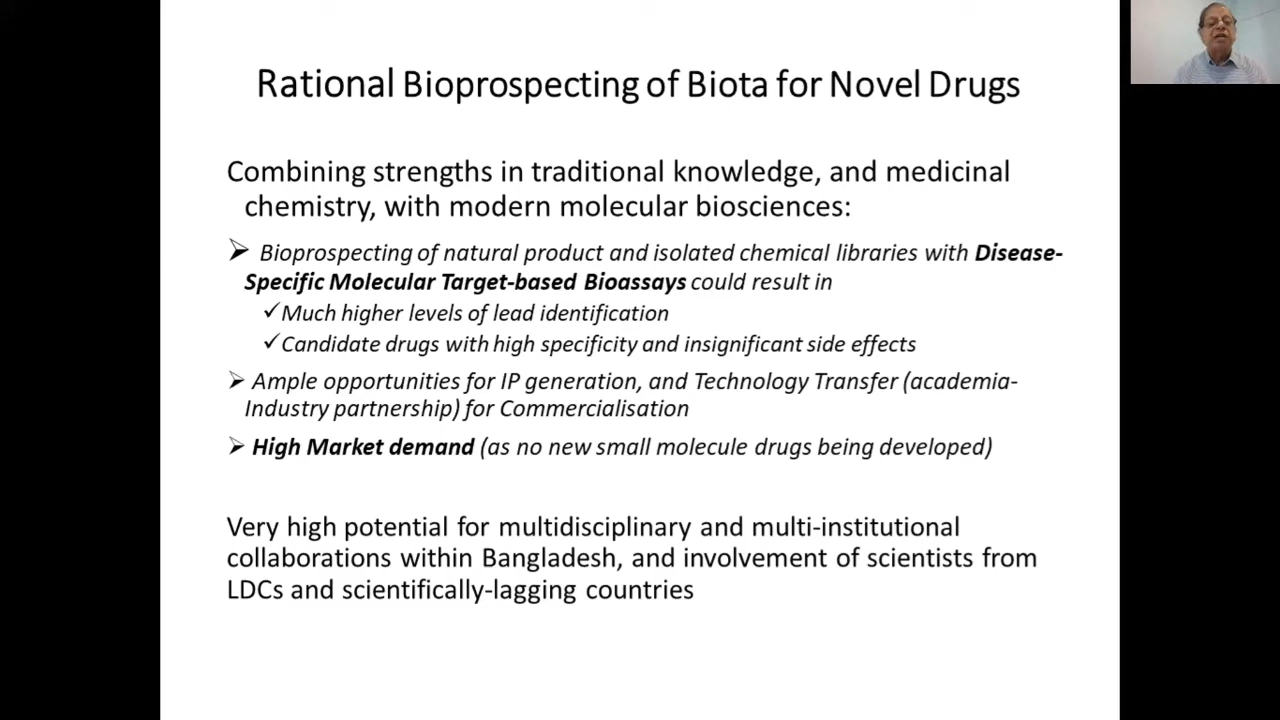 Rational Bioprospecting of Biota for Novel Drugs
Combining strengths in traditional knowledge, and medicinal
chemistry, with modern molecular biosciences:
➢ Bioprospecting of natural product and isolated chemical libraries with Disease-
Specific Molecular Target-based Bioassays could result in
✓Much higher levels of lead identification
✓Candidate drugs with high specificity and insignificant side effects
➢ Ample opportunities for IP generation, and Technology Transfer (academia-
Industry partnership) for Commercialisation
➢ High Market demand (as no new small molecule drugs being developed)
Very high potential for multidisciplinary and multi-institutional
collaborations within Bangladesh, and involvement of scientists from
LDCs and scientifically-lagging countries